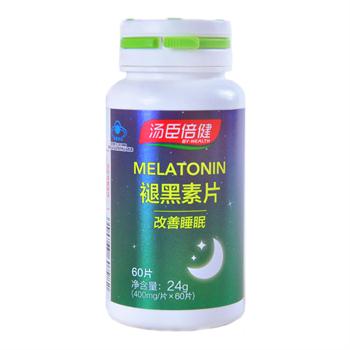 汤臣倍健
BY-HEALTH
MELATONIN
褪黑素片
改善睡眠
60片
净含量: 24g
(400mg/片×60片)